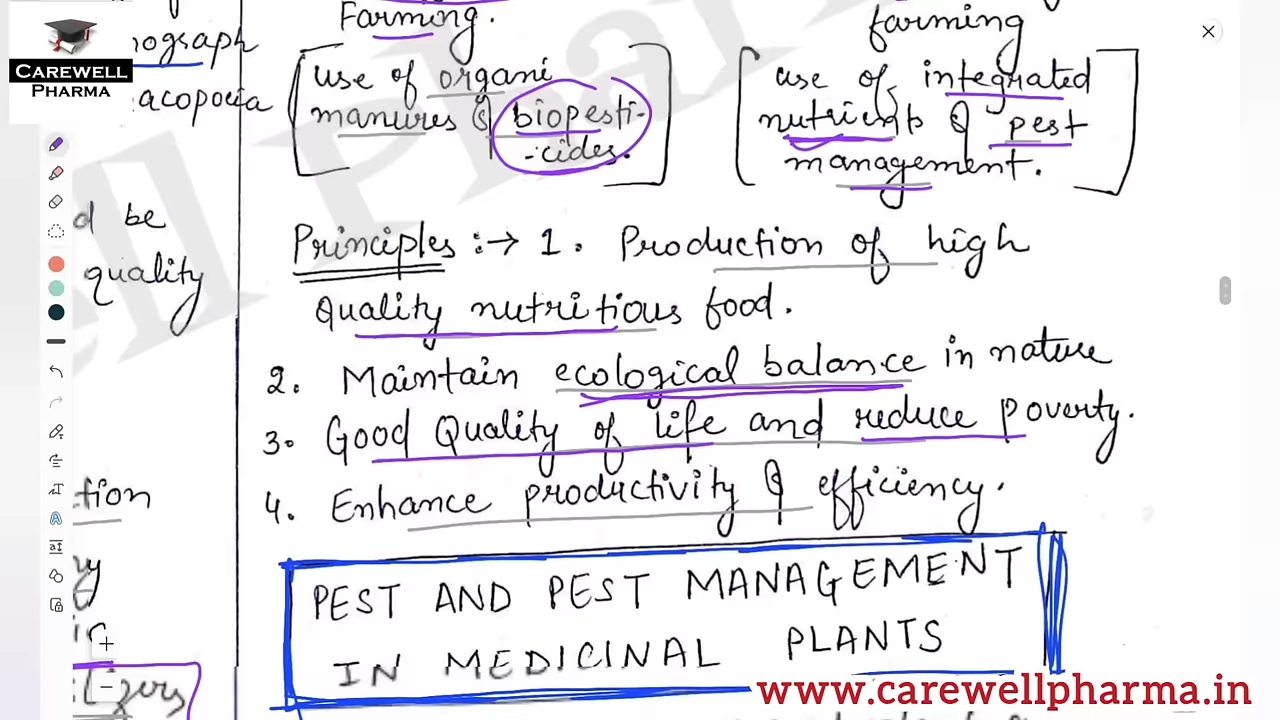 CAREWELL
PHARMA
nograph
acopoeia
d be
quality
tion
Farming.
use of organi
manures & biopesti-
-cides.
farming
use of integrated
nutrients & pest
management.
Principles :→ 1. Production of high
Quality nutritious food.
2. Maintain ecological balance in nature
3. Good Quality of life and reduce poverty.
4. Enhance productivity & efficiency.
PEST AND PEST MANAGEMENT
IN MEDICINAL PLANTS
www.carewellpharma.in